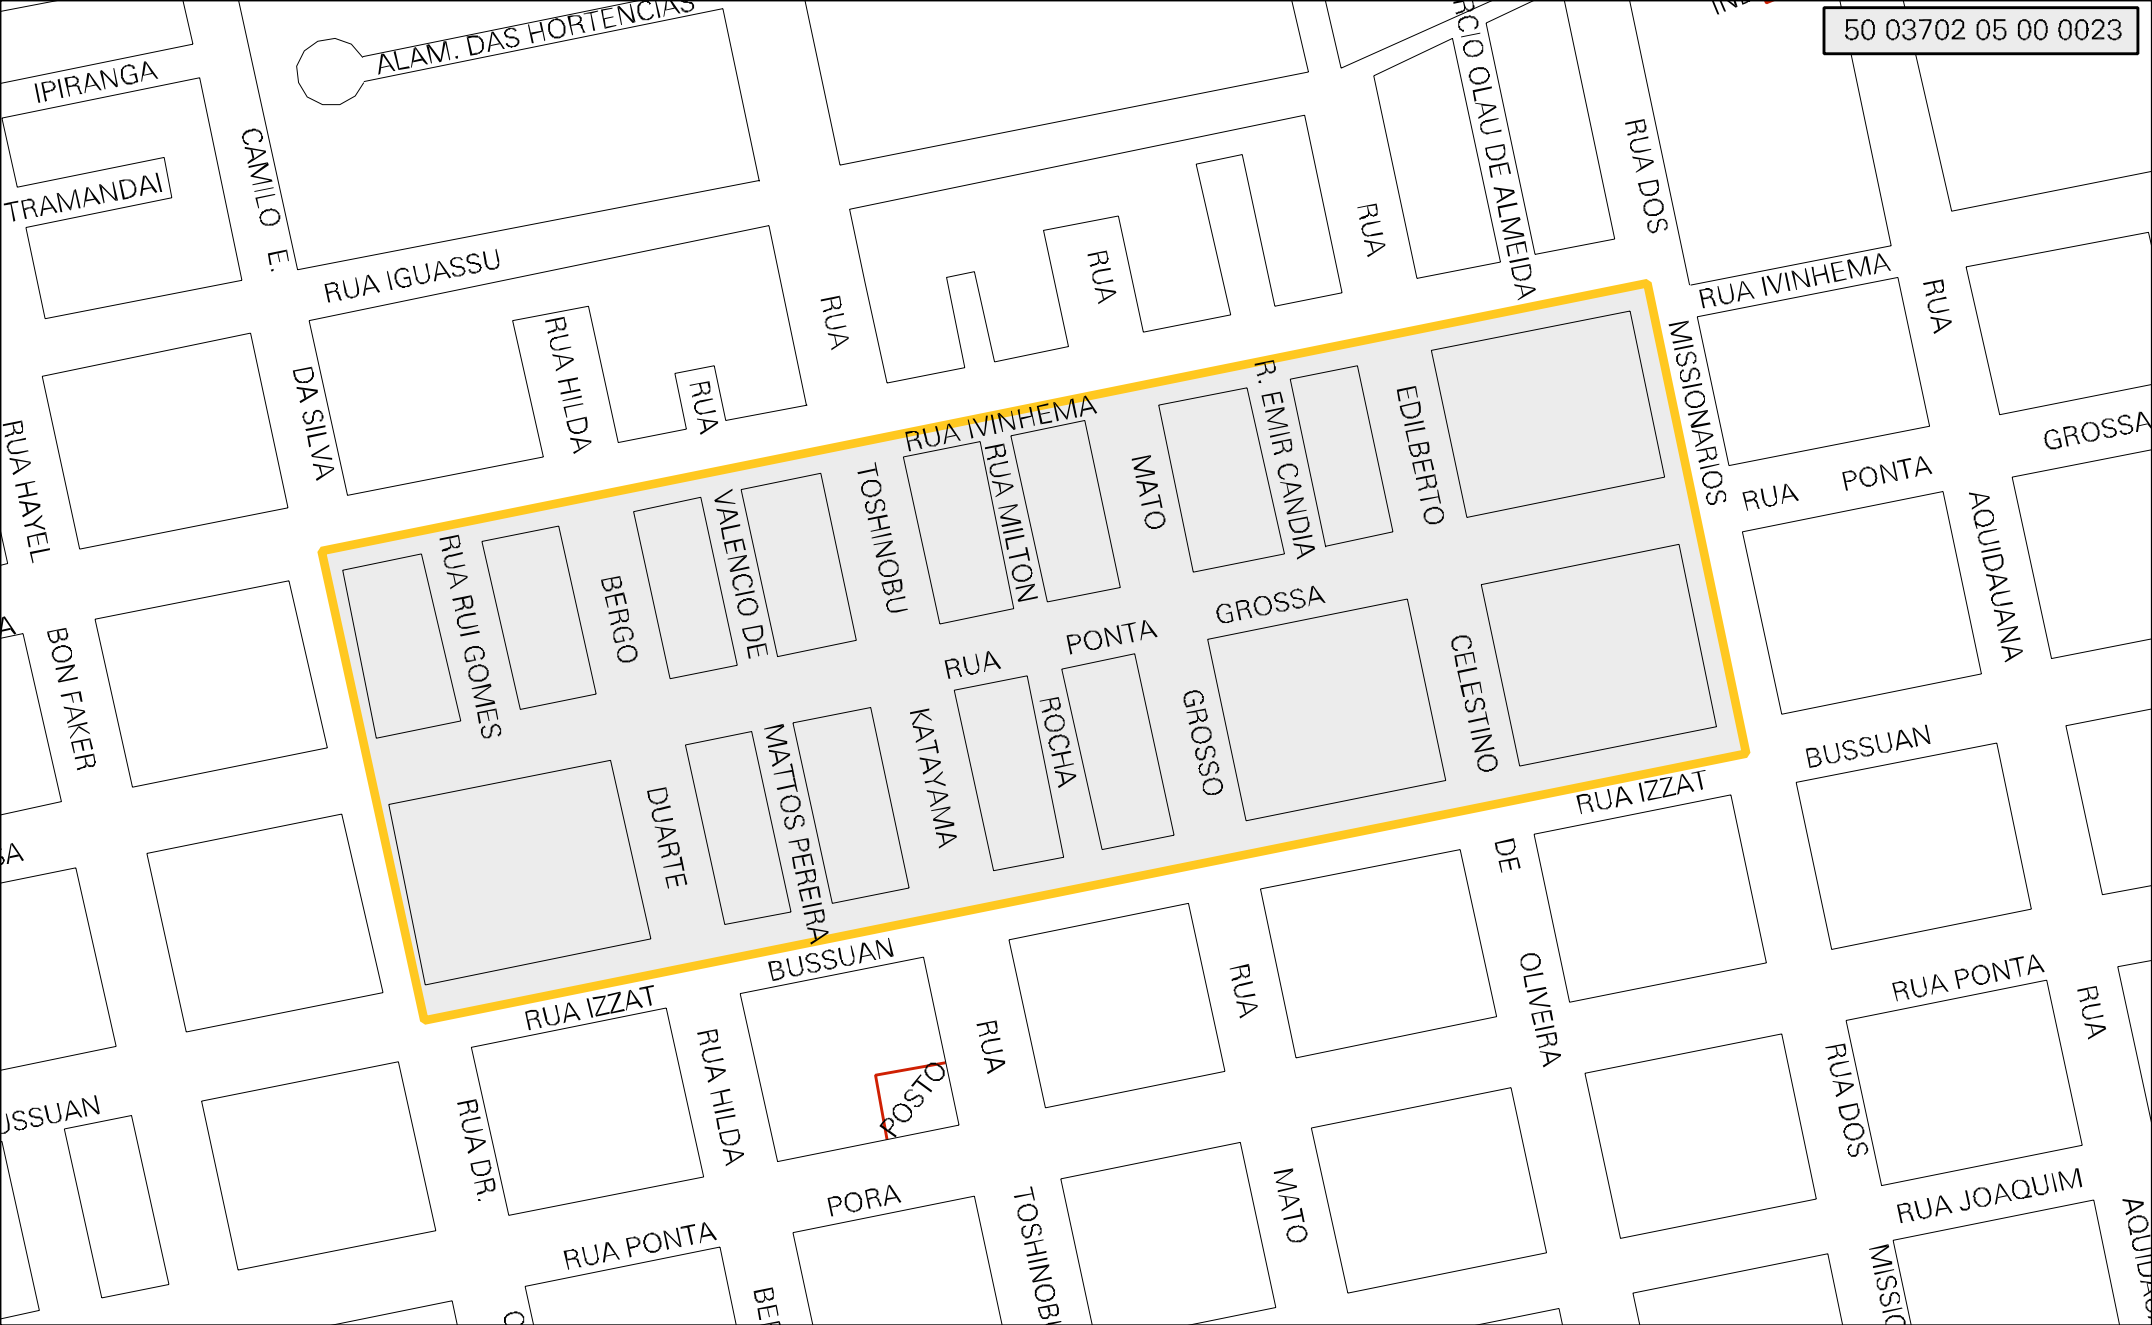 50 03702 05 00 0023
ALAM. DAS HORTENCIAS
IPIRANGA
TRAMANDAI
CAMILO E.
DA SILVA
RUA IGUASSU
RUA HILDA
RUA
RUA
RUA
RUA
RCIO OLAU DE ALMEIDA
RUA DOS
MISSIONARIOS
RUA IVINHEMA
RUA
AQUIDAUANA
GROSSA
RUA PONTA
RUA HAYEL
BON FAKER
RUA IVINHEMA
R. EMIR CANDIA
EDILBERTO
CELESTINO
MATO
GROSSO
RUA MILTON
ROCHA
TOSHINOBU
KATAYAMA
VALENCIO DE
MATTOS PEREIRA
BERGO
DUARTE
RUA RUI GOMES
RUA PONTA GROSSA
RUA IZZAT
BUSSUAN
RUA IZZAT
BUSSUAN
DE
OLIVEIRA
RUA
MATO
RUA
TOSHINOBU
POSTO
RUA HILDA
BER
RUA DR.
USSUAN
RUA PONTA
PORA
RUA PONTA
RUA DOS
MISSIO
RUA JOAQUIM
RUA
AQUIDAU